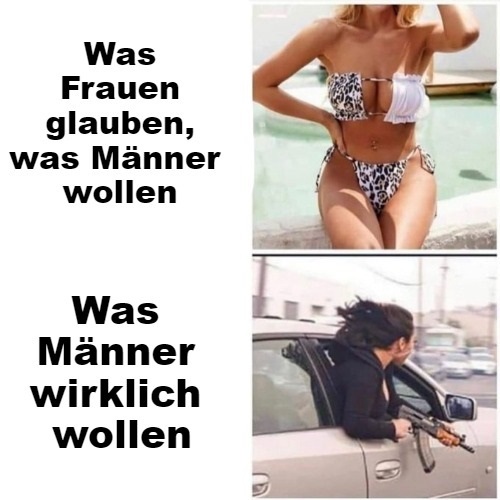 Was
Frauen
glauben,
was Männer
wollen
Was
Männer
wirklich
wollen